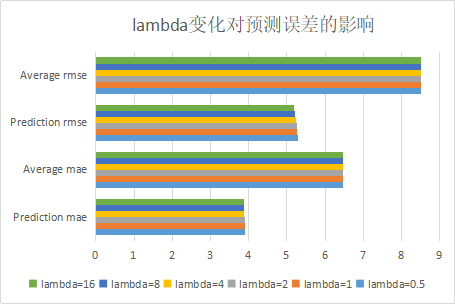 lambda变化对预测误差的影响
Average rmse
Prediction rmse
Average mae
Prediction mae
0 1 2 3 4 5 6 7 8 9
lambda=16 lambda=8 lambda=4 lambda=2 lambda=1 lambda=0.5